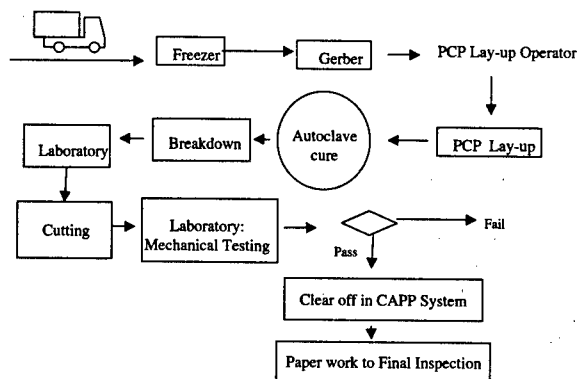 Freezer
Gerber
PCP Lay-up Operator
PCP Lay-up
Autoclave
cure
Breakdown
Laboratory
Cutting
Laboratory:
Mechanical Testing
Fail
Pass
Clear off in CAPP System
Paper work to Final Inspection